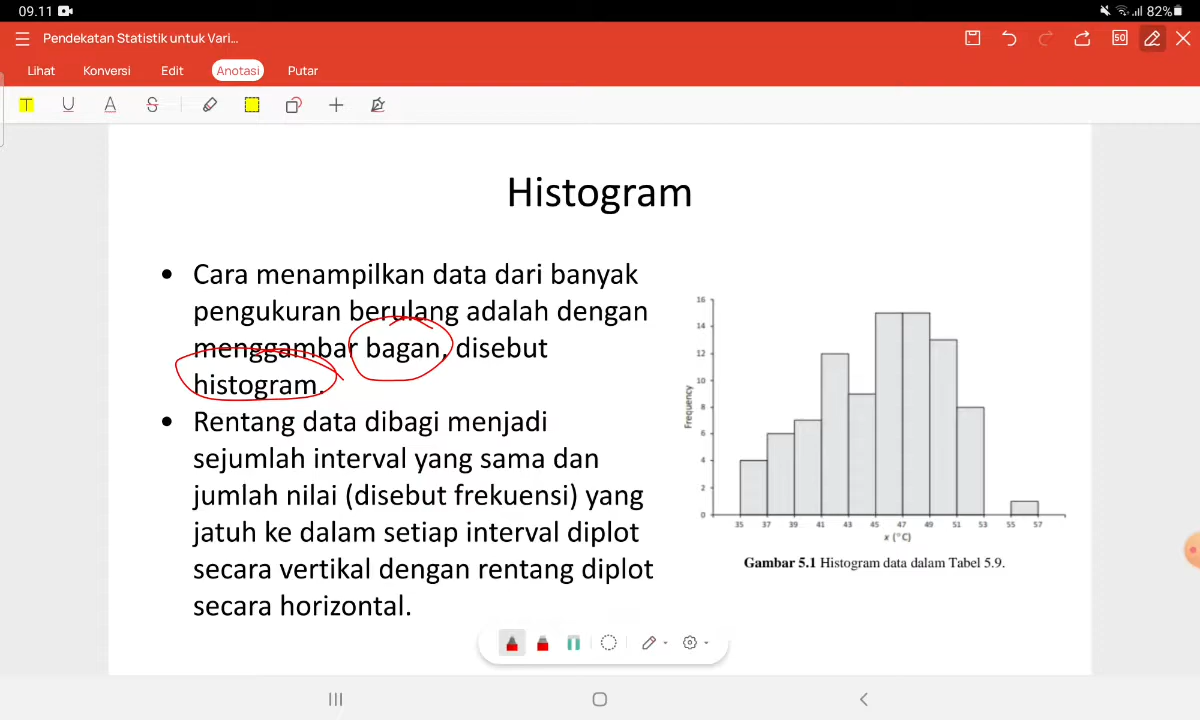 09.11 82%
Pendekatan Statistik untuk Vari... 50
Lihat Konversi Edit Anotasi Putar
T U A S
Histogram
• Cara menampilkan data dari banyak
pengukuran berulang adalah dengan
menggambar bagan, disebut
histogram.
• Rentang data dibagi menjadi
sejumlah interval yang sama dan
jumlah nilai (disebut frekuensi) yang
jatuh ke dalam setiap interval diplot
secara vertikal dengan rentang diplot
secara horizontal.
Frequency
16
14
12
10
8
6
4
2
0
35 37 39 41 43 45 47 49 51 53 55 57
x (°C)
Gambar 5.1 Histogram data dalam Tabel 5.9.